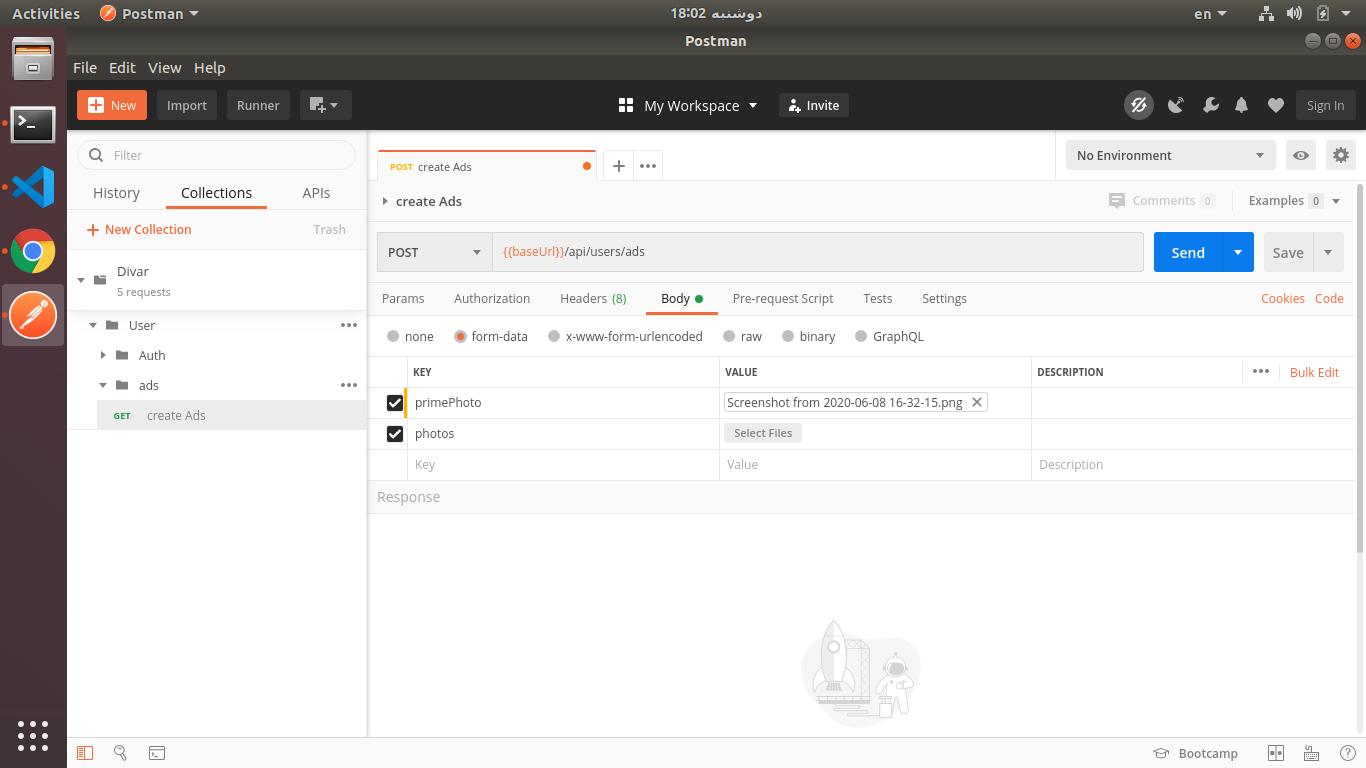 Activities Postman دوشنبه 18:02 en
Postman
File Edit View Help
New Import Runner My Workspace Invite Sign In
Filter
History Collections APIs
New Collection Trash
Divar
5 requests
User
Auth
ads
GET create Ads
POST create Ads
No Environment
create Ads Comments 0 Examples 0
POST {{baseUrl}}/api/users/ads Send Save
Params Authorization Headers (8) Body Pre-request Script Tests Settings Cookies Code
none form-data x-www-form-urlencoded raw binary GraphQL
KEY VALUE DESCRIPTION Bulk Edit
primePhoto Screenshot from 2020-06-08 16-32-15.png
photos Select Files
Key Value Description
Response
Bootcamp